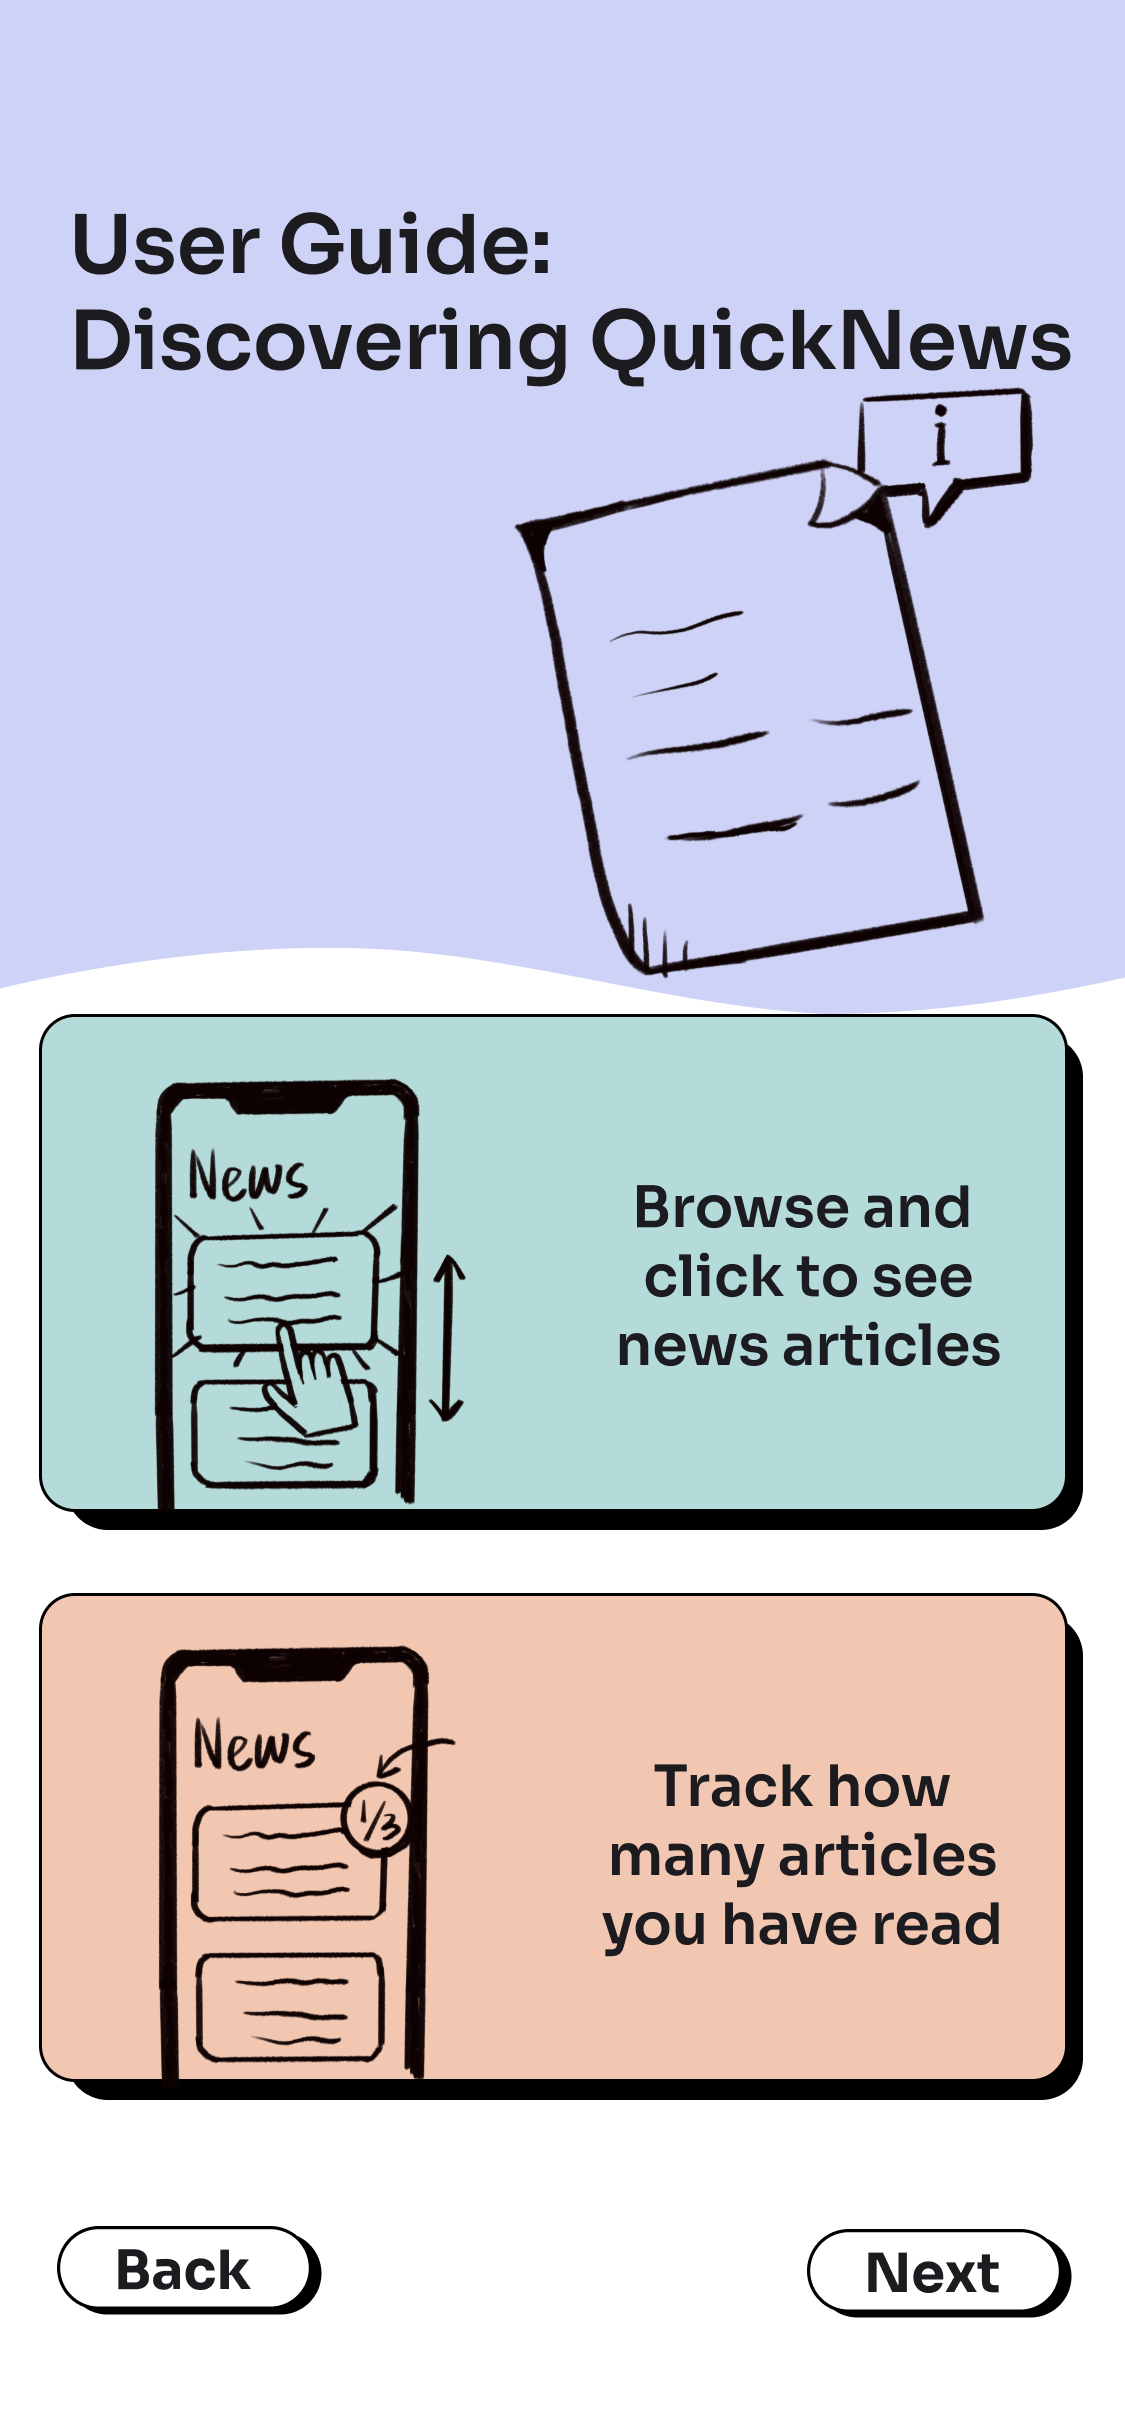 User Guide:
Discovering QuickNews
i
News
Browse and
click to see
news articles
News
1/3
Track how
many articles
you have read
Back
Next